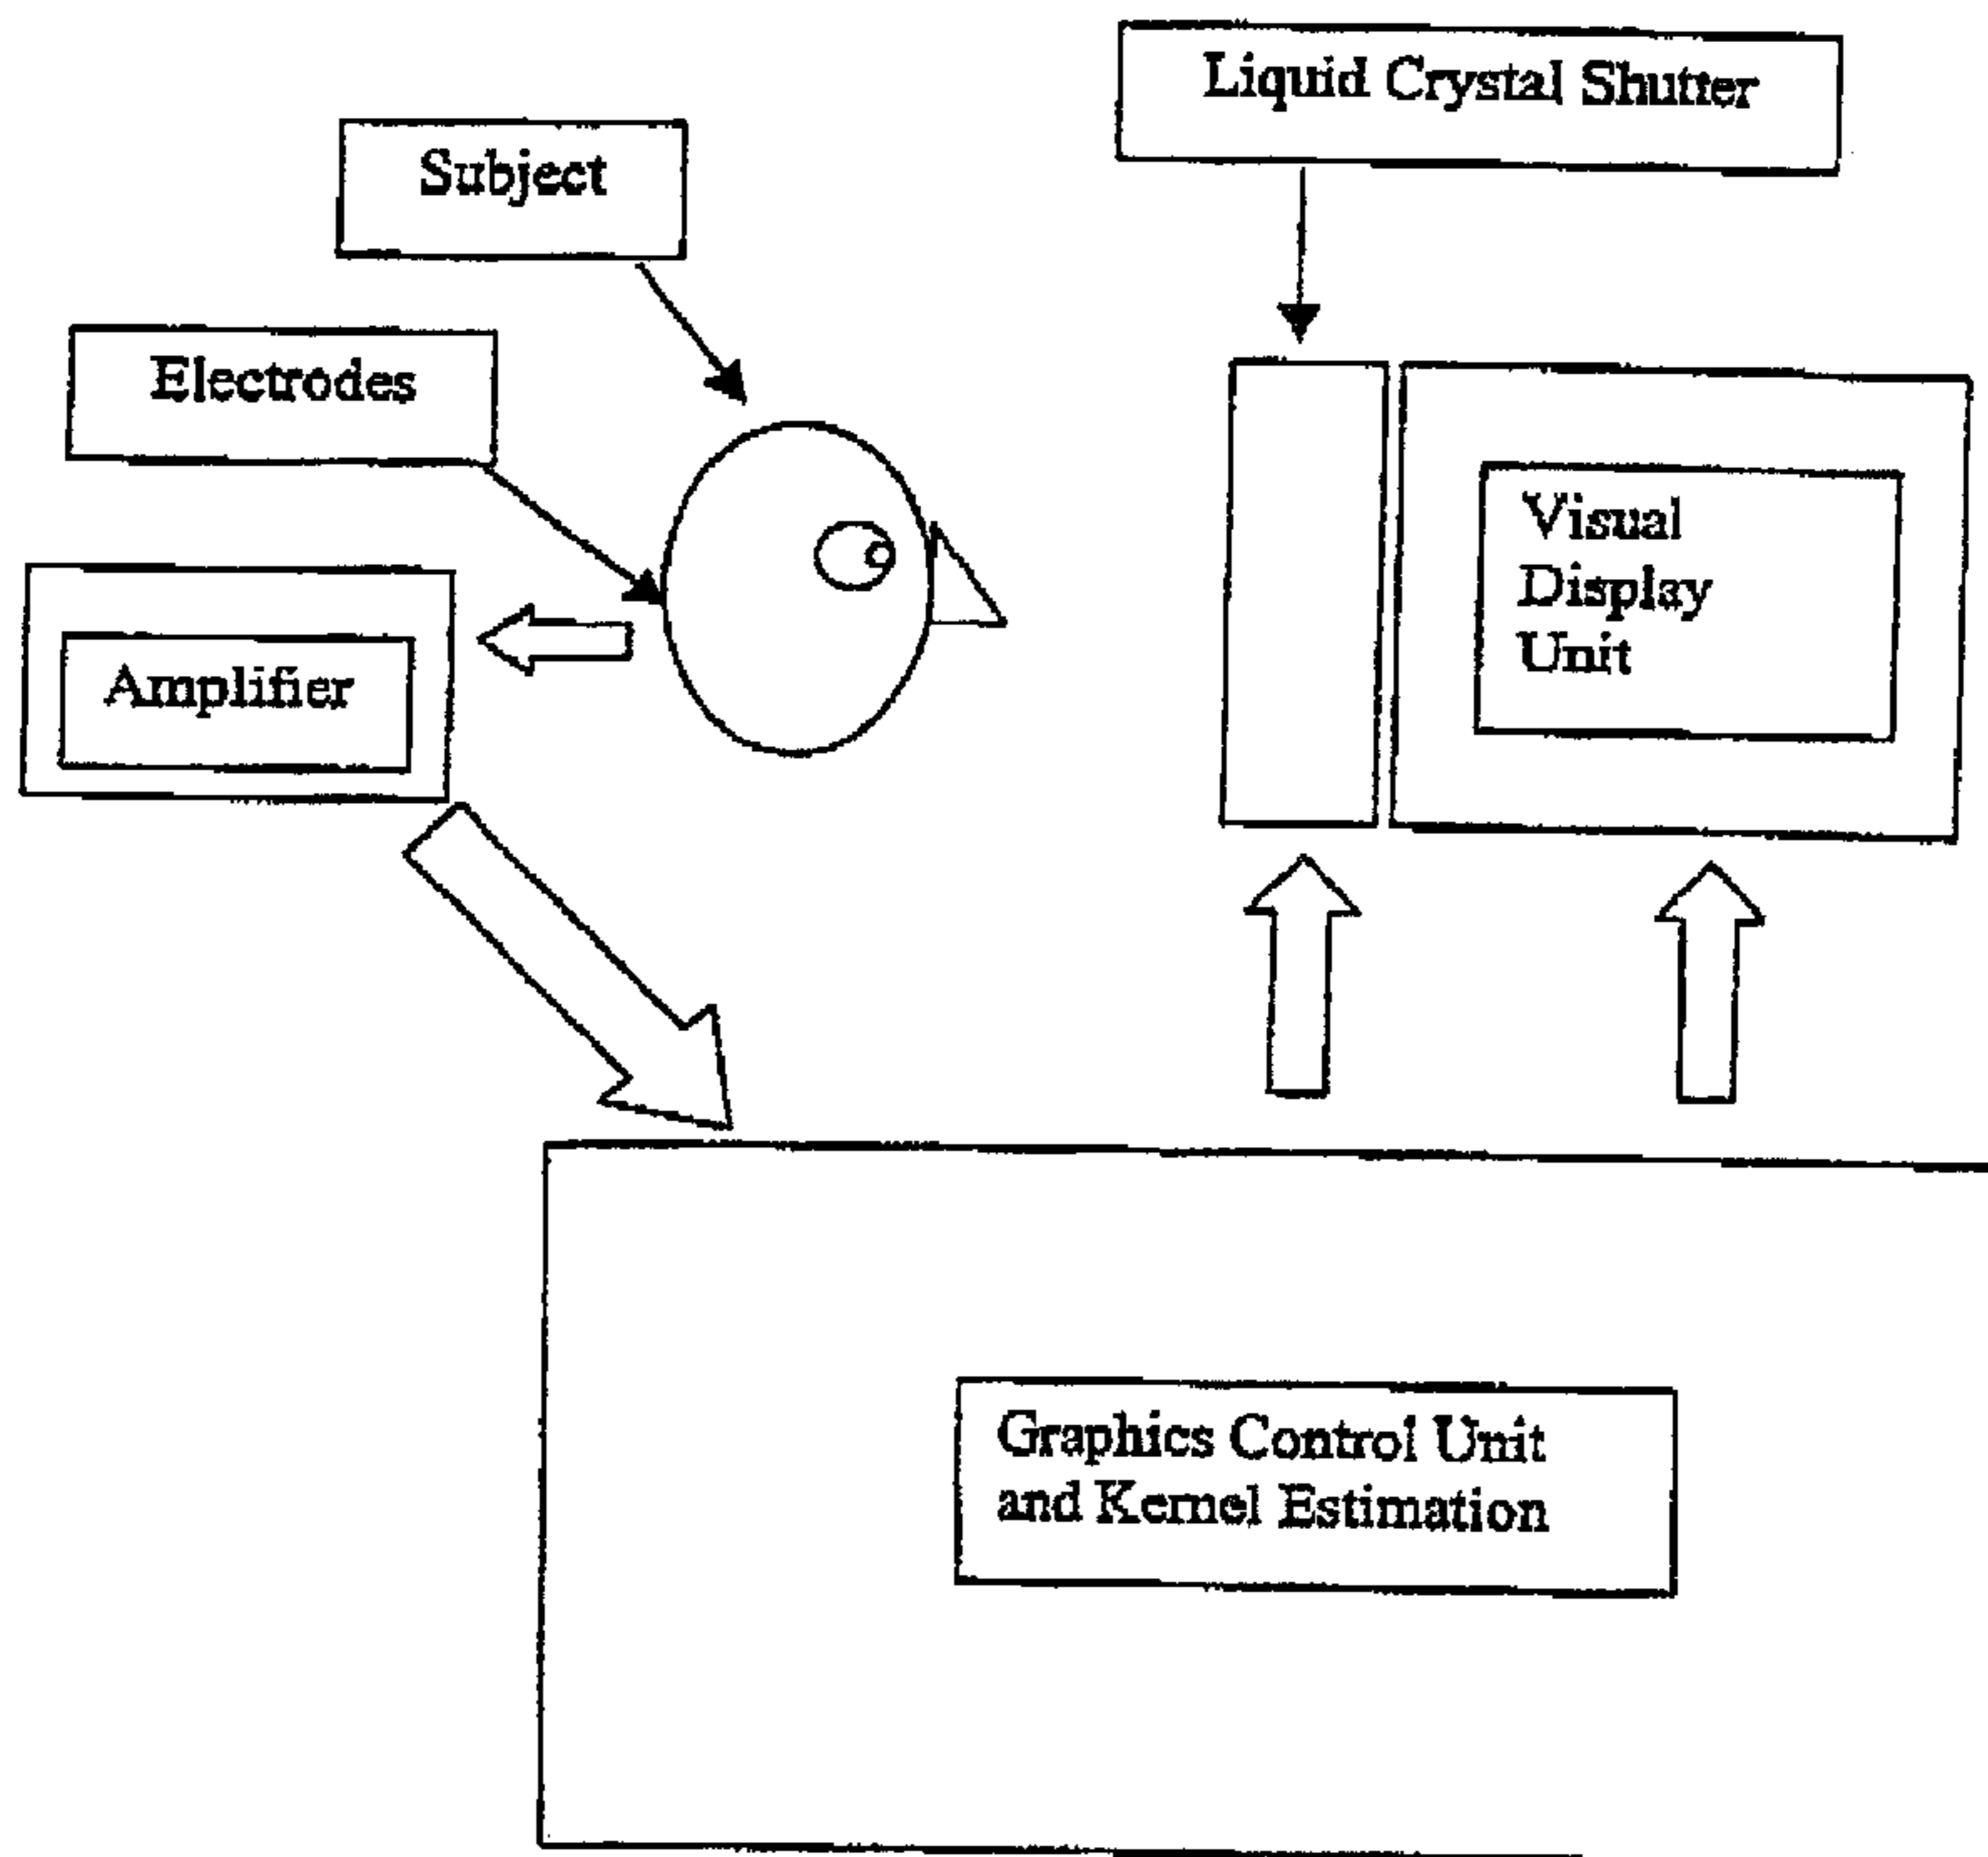 Liquid Crystal Shutter
Subject
Electrodes
Visual
Display
Unit
Amplifier
Graphics Control Unit
and Kernel Estimation